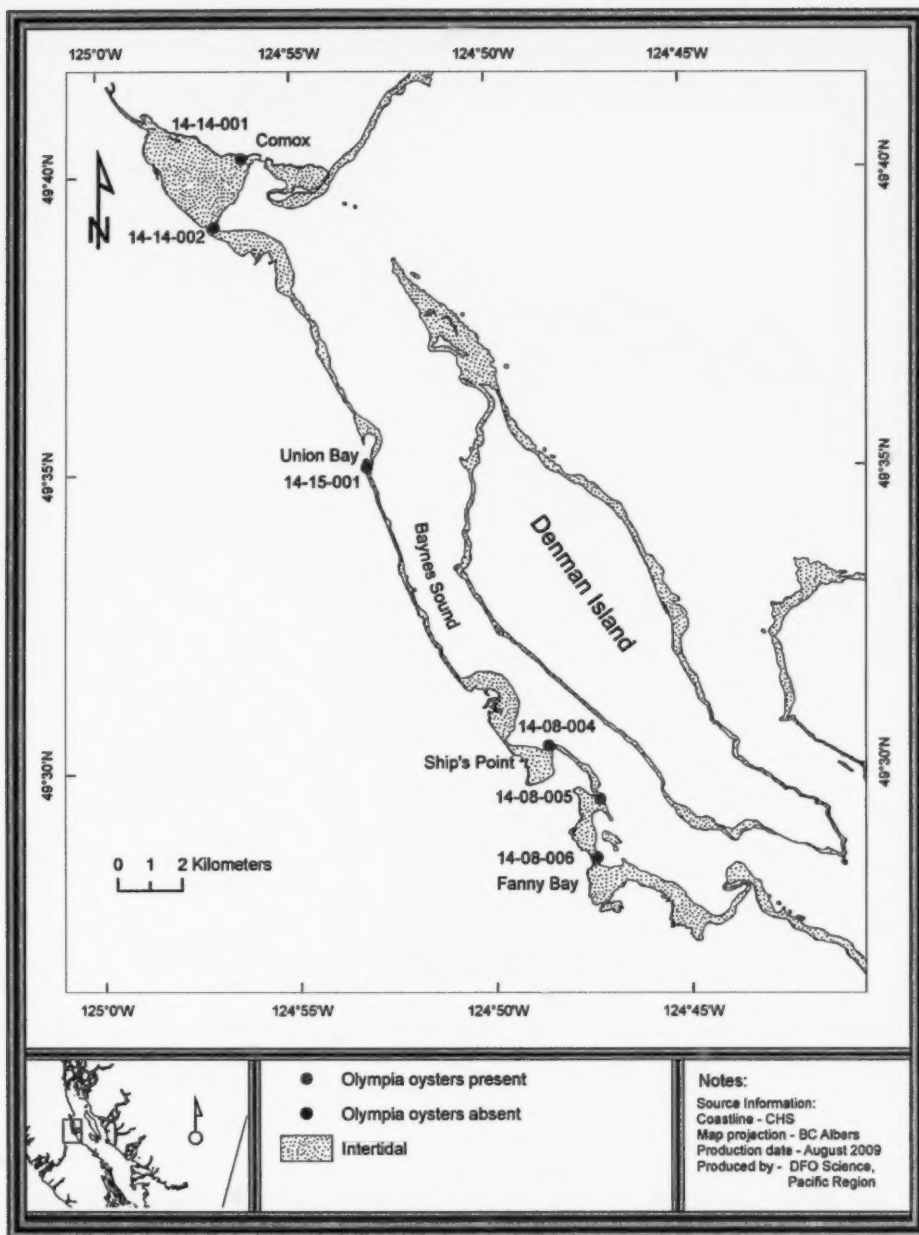 125°0'W 124°55'W 124°50'W 124°45'W
14-14-001
Comox
49°40'N
49°40'N
N
14-14-002
Union Bay
14-15-001
49°35'N
49°35'N
Baynes Sound
Denman Island
14-08-004
Ship's Point
14-08-005
49°30'N
49°30'N
14-08-006
Fanny Bay
0 1 2 Kilometers
125°0'W 124°55'W 124°50'W 124°45'W
Olympia oysters present
Olympia oysters absent
Intertidal
Notes:
Source Information:
Coastline - CHS
Map projection - BC Albers
Production date - August 2009
Produced by - DFO Science,
Pacific Region